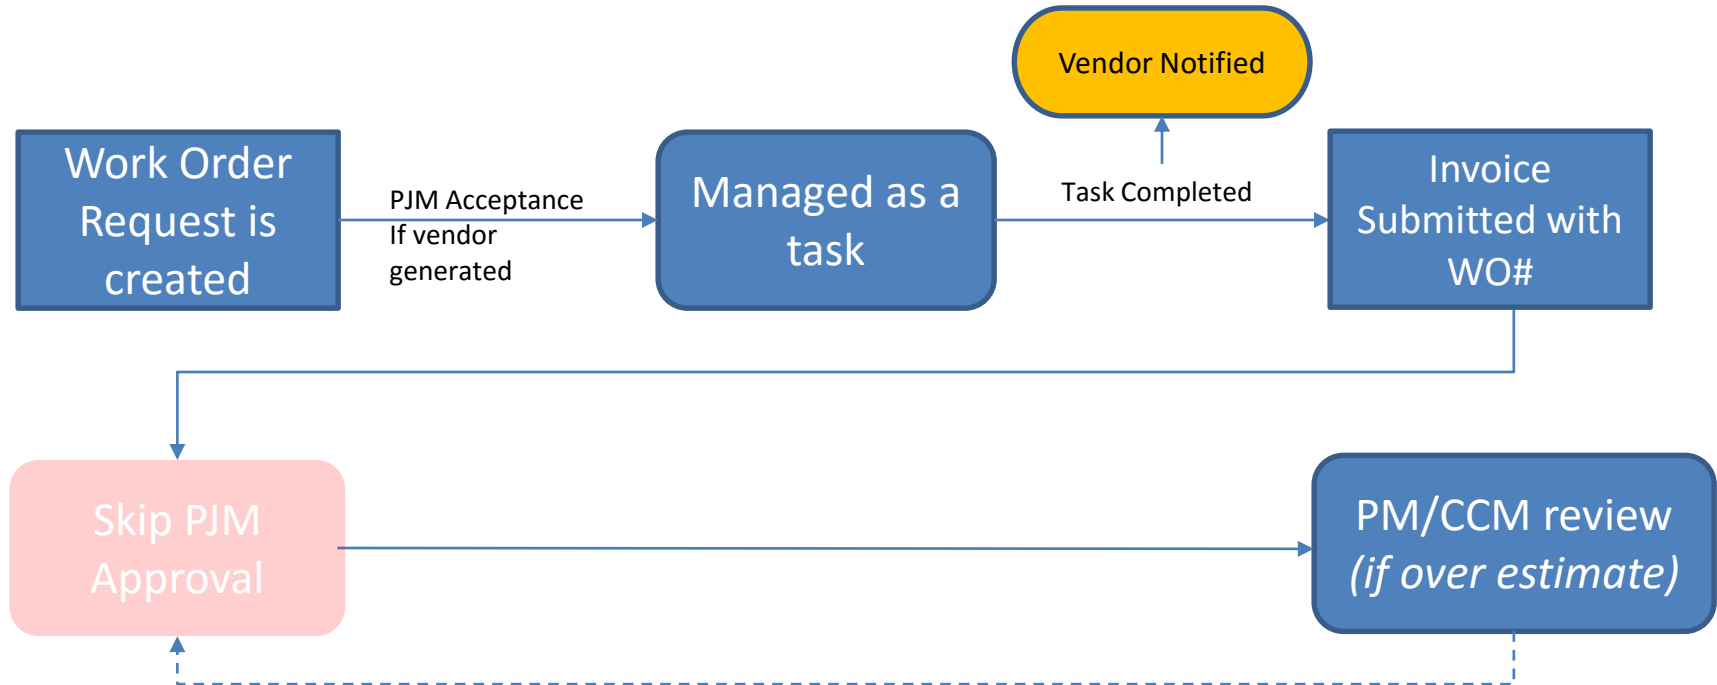 Vendor Notified
Work Order
Request is
created
PJM Acceptance
If vendor
generated
Managed as a
task
Task Completed
Invoice
Submitted with
WO#
Skip PJM
Approval
PM/CCM review
(if over estimate)